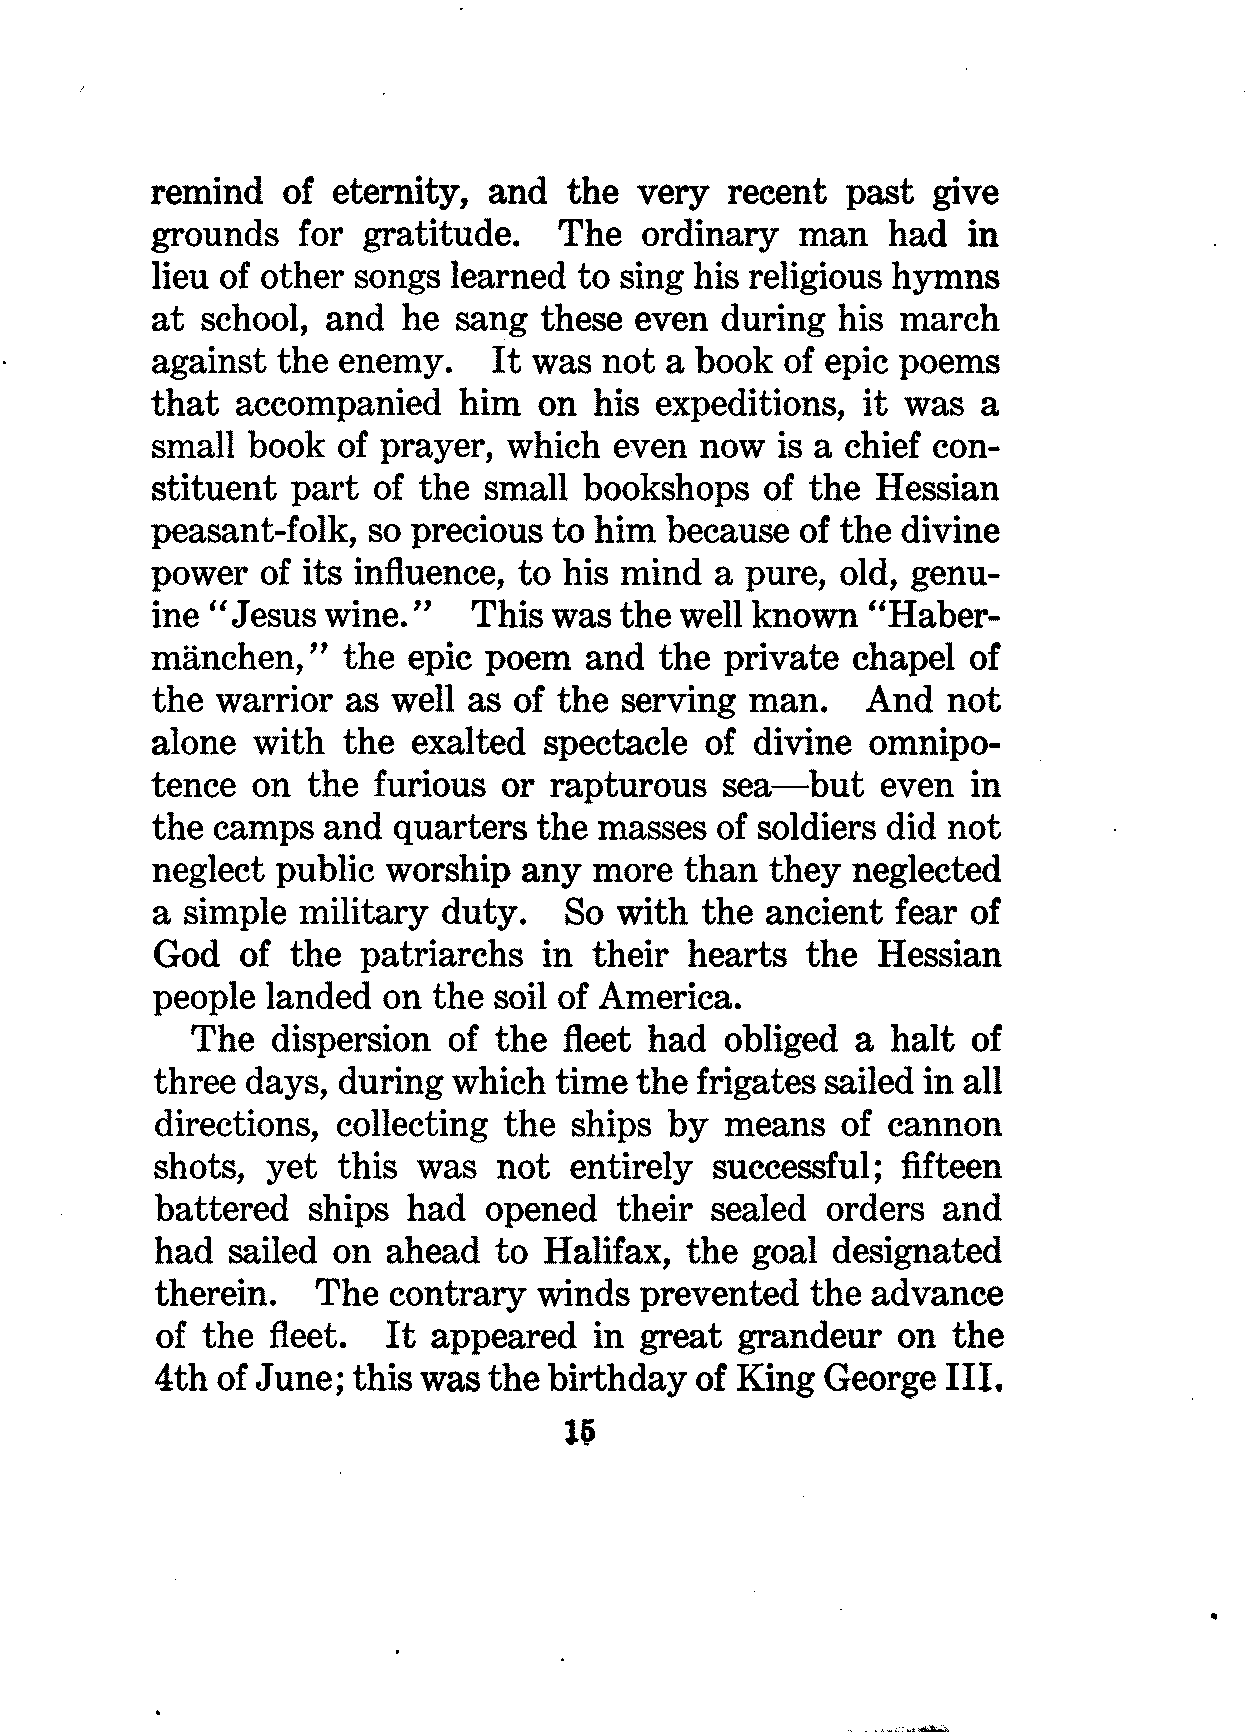 remind of eternity, and the very recent past give
grounds for gratitude. The ordinary man had in
lieu of other songs learned to sing his religious hymns
at school, and he sang these even during his march
against the enemy. It was not a book of epic poems
that accompanied him on his expeditions, it was a
small book of prayer, which even now is a chief con-
stituent part of the small bookshops of the Hessian
peasant-folk, so precious to him because of the divine
power of its influence, to his mind a pure, old, genu-
ine "Jesus wine." This was the well known "Haber-
mänchen," the epic poem and the private chapel of
the warrior as well as of the serving man. And not
alone with the exalted spectacle of divine omnipo-
tence on the furious or rapturous sea—but even in
the camps and quarters the masses of soldiers did not
neglect public worship any more than they neglected
a simple military duty. So with the ancient fear of
God of the patriarchs in their hearts the Hessian
people landed on the soil of America.
The dispersion of the fleet had obliged a halt of
three days, during which time the frigates sailed in all
directions, collecting the ships by means of cannon
shots, yet this was not entirely successful; fifteen
battered ships had opened their sealed orders and
had sailed on ahead to Halifax, the goal designated
therein. The contrary winds prevented the advance
of the fleet. It appeared in great grandeur on the
4th of June; this was the birthday of King George III.
15